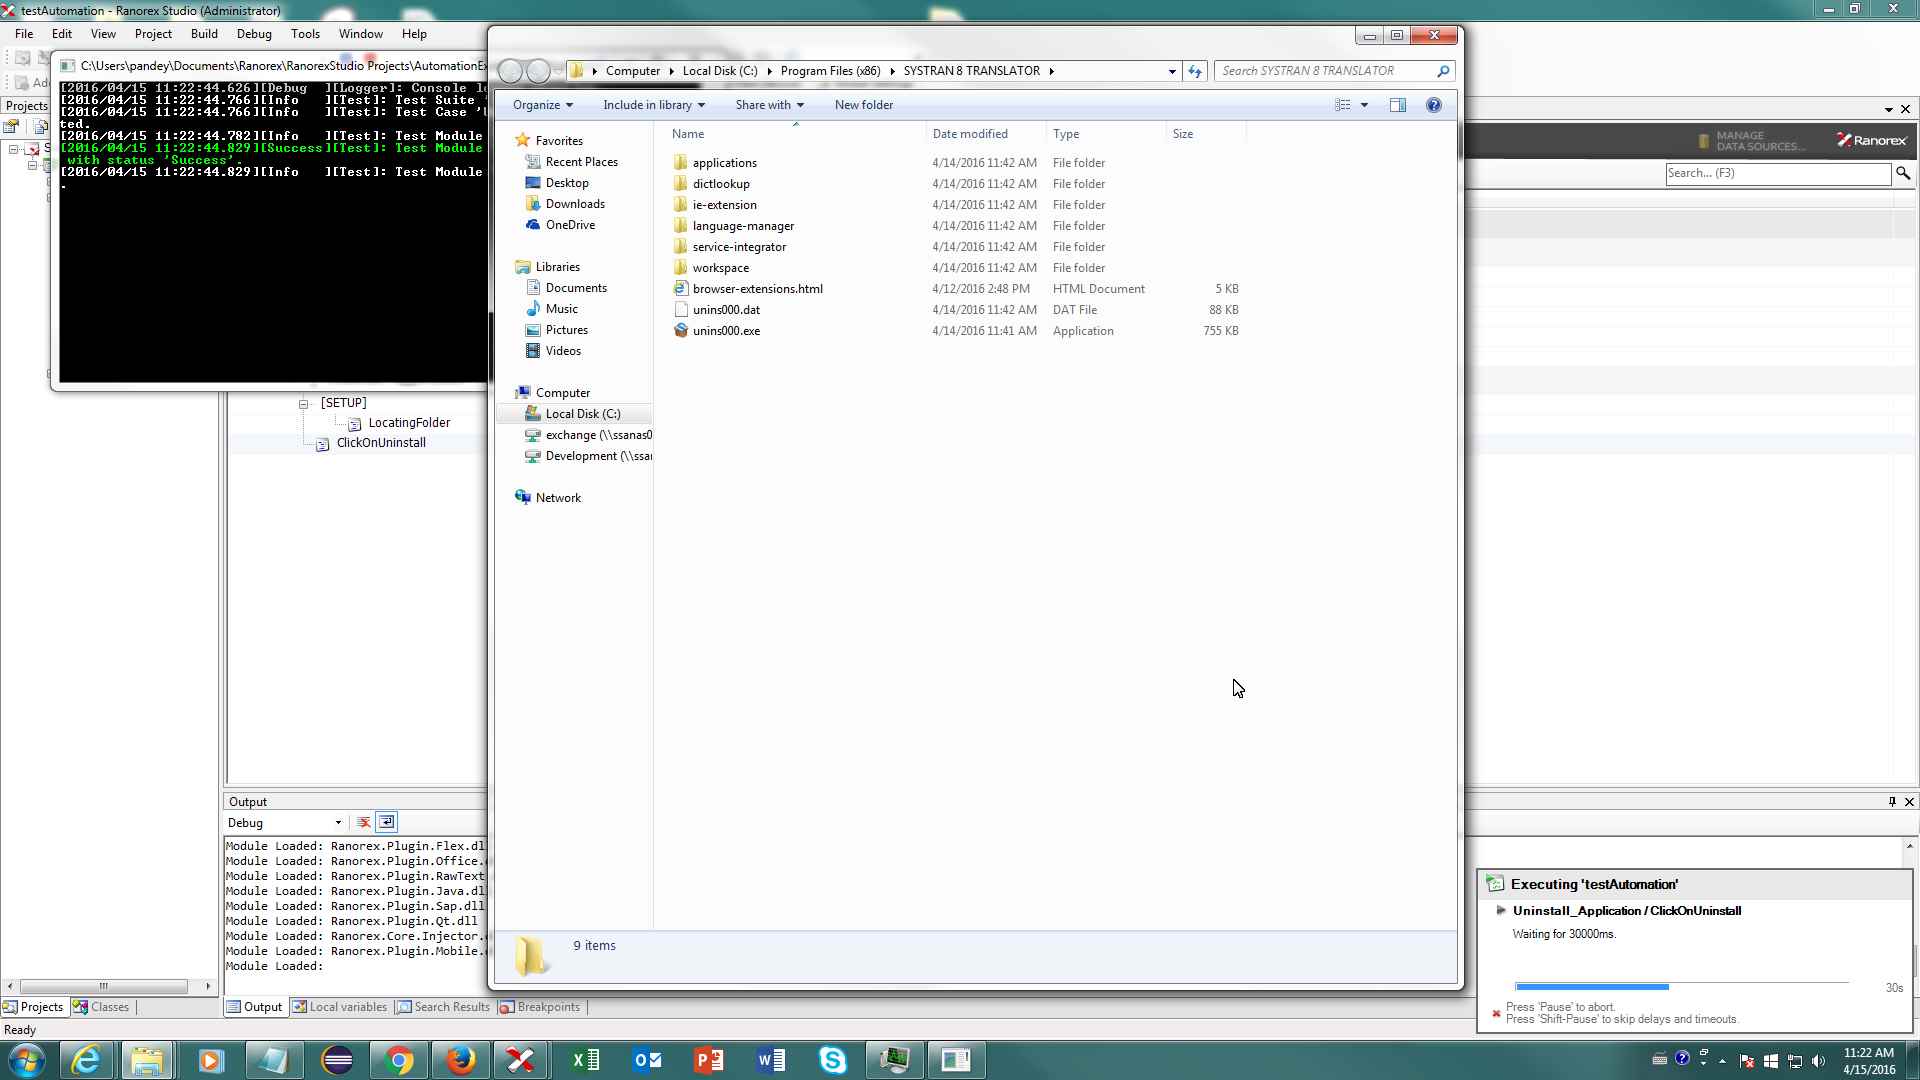 testAutomation - Ranorex Studio (Administrator)
File Edit View Project Build Debug Tools Window Help
C:\Users\pandey\Documents\Ranorex\RanorexStudio Projects\AutomationEx
[2016/04/15 11:22:44.626][Debug ][Logger]: Console lo
[2016/04/15 11:22:44.766][Info ][Test]: Test Suite
[2016/04/15 11:22:44.766][Info ][Test]: Test Case
ted.
[2016/04/15 11:22:44.782][Info ][Test]: Test Module
[2016/04/15 11:22:44.829][Success][Test]: Test Module
with status 'Success'.
[2016/04/15 11:22:44.829][Info ][Test]: Test Module
Add
Projects
Computer Local Disk (C:) Program Files (x86) SYSTRAN 8 TRANSLATOR
Search SYSTRAN 8 TRANSLATOR
Organize Include in library Share with New folder
Favorites
Recent Places
Desktop
Downloads
OneDrive
Libraries
Documents
Music
Pictures
Videos
Computer
Local Disk (C:)
exchange (\\ssanas0
Development (\\ssa
Network
Name Date modified Type Size
applications 4/14/2016 11:42 AM File folder
dictlookup 4/14/2016 11:42 AM File folder
ie-extension 4/14/2016 11:42 AM File folder
language-manager 4/14/2016 11:42 AM File folder
service-integrator 4/14/2016 11:42 AM File folder
workspace 4/14/2016 11:42 AM File folder
browser-extensions.html 4/12/2016 2:48 PM HTML Document 5 KB
unins000.dat 4/14/2016 11:42 AM DAT File 88 KB
unins000.exe 4/14/2016 11:41 AM Application 755 KB
9 items
MANAGE
DATA SOURCES...
Ranorex
Search... (F3)
[SETUP]
LocatingFolder
ClickOnUninstall
Output
Debug
Module Loaded: Ranorex.Plugin.Flex.dl
Module Loaded: Ranorex.Plugin.Office.
Module Loaded: Ranorex.Plugin.RawText
Module Loaded: Ranorex.Plugin.Java.dl
Module Loaded: Ranorex.Plugin.Sap.dll
Module Loaded: Ranorex.Plugin.Qt.dll
Module Loaded: Ranorex.Core.Injector.
Module Loaded: Ranorex.Plugin.Mobile.
Module Loaded:
Projects Classes
Output Local variables Search Results Breakpoints
Ready
Executing 'testAutomation'
Uninstall_Application / ClickOnUninstall
Waiting for 30000ms.
30s
Press 'Pause' to abort.
Press 'Shift-Pause' to skip delays and timeouts.
11:22 AM
4/15/2016